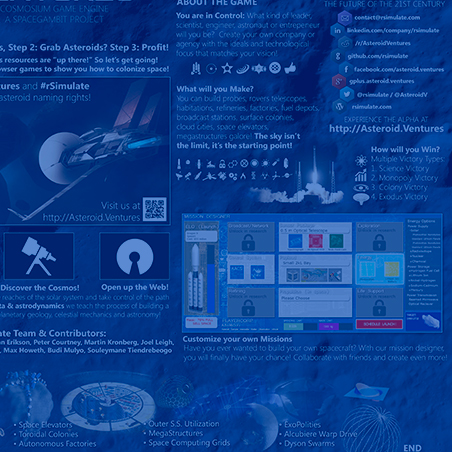 COSMOSIUM GAME ENGINE
A SPACEGAMBIT PROJECT
s, Step 2: Grab Asteroids? Step 3: Profit!
s resources are "up there!" So let's get going!
owser games to show you how to colonize space!
ures and #rSimulate
asteroid naming rights!
Visit us at
http://Asteroid.Ventures
Discover the Cosmos!
reaches of the solar system and take control of the path
ta & astrodynamics we teach the process of building a
planetary geology, celestial mechanics and astronomy!
Open up the Web!
ate Team & Contributors:
on Erikson, Peter Courtney, Martin Kronberg, Joel Leigh,
, Max Howeth, Budi Mulyo, Souleymane Tiendrebeogo
• Space Elevators
• Toroidal Colonies
• Autonomous Factories
ABOUT THE GAME
You are in Control: What kind of leader,
scientist, engineer, astronaut or entrepreneur
will you be? Create your own company or
agency with the ideals and technological
focus that matches your vision!
What will you Make?
You can build probes, rovers telescopes,
habitations, refineries, factories, fuel depots,
broadcast stations, surface colonies,
cloud cities, space elevators,
megastructures galore! The sky isn't
the limit, it's the starting point!
THE FUTURE OF THE 21ST CENTURY
contact@rsimulate.com
linkedin.com/company/rsimulate
/r/AsteroidVentures
github.com/rsimulate
facebook.com/asteroid.ventures
gplus.asteroid.ventures
@rsimulate / @AsteroidV
rsimulate.com
EXPERIENCE THE ALPHA AT
http://Asteroid.Ventures
How will you Win?
Multiple Victory Types
1. Science Victory
2. Monopoly Victory
3. Colony Victory
4. Exodus Victory
MISSION DESIGNER
Broadcast Network
Exploration
Customize your own Missions
Have you ever wanted to build your own spacecraft? With our mission designer,
you will finally have your chance! Collaborate with friends and create even more!
• Outer S.S. Utilization
• MegaStructures
• Space Computing Grids
• ExoPolities
• Alcubiere Warp Drive
• Dyson Swarms
END